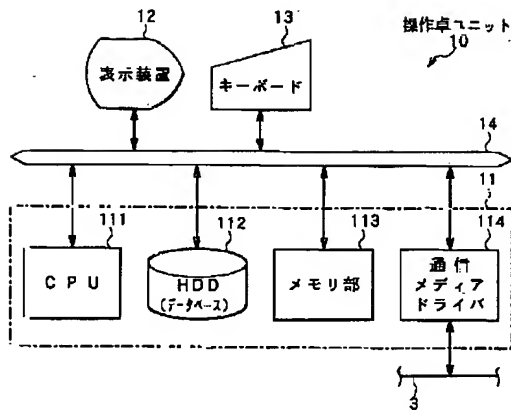 12
13
操作卓ユニット
10
表示装置
キーボード
14
11
111
112
113
114
CPU
HDD
(データベース)
メモリ部
通信
メディア
ドライバ
3